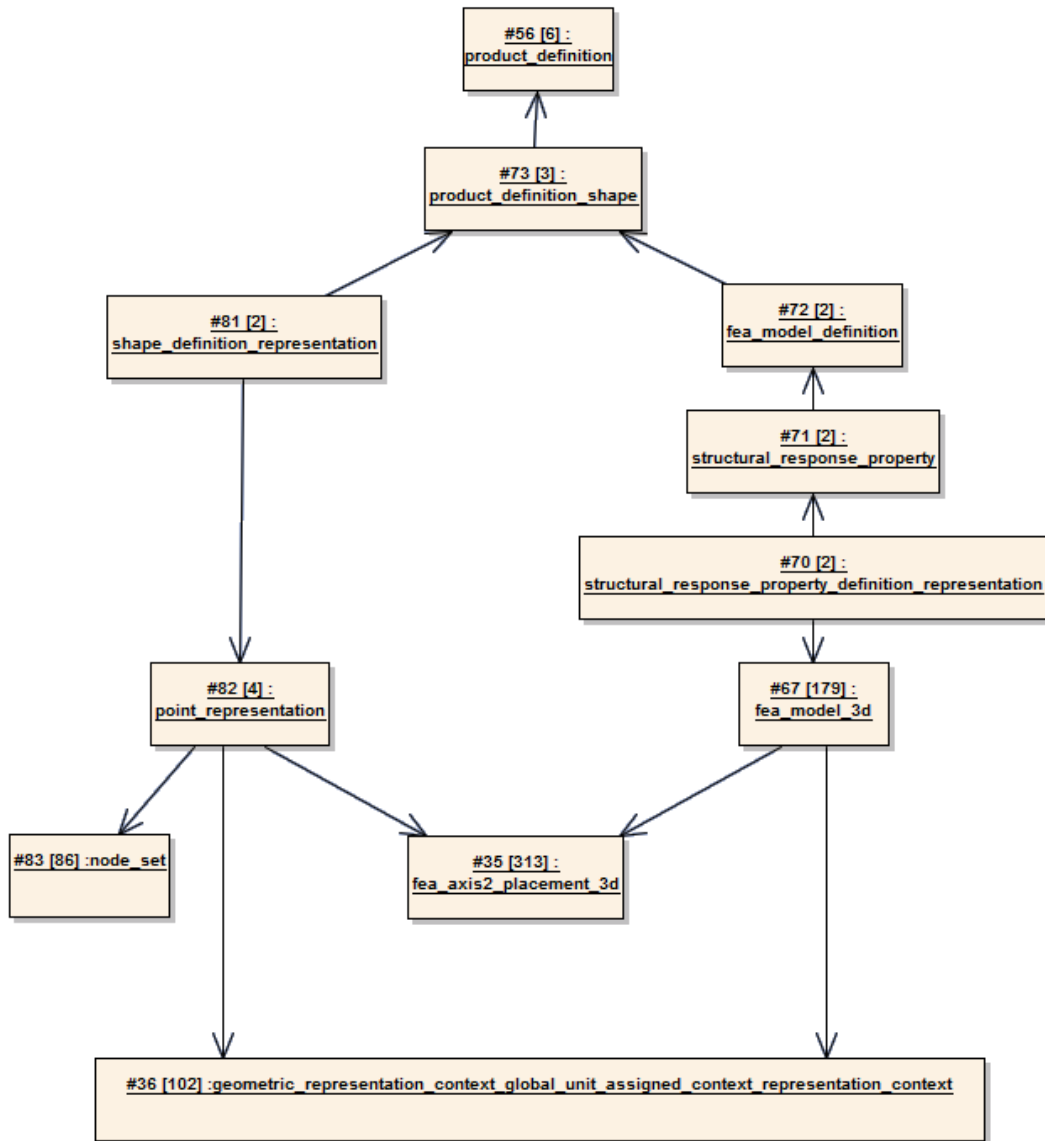 #56 [6] :
product_definition
#73 [3] :
product_definition_shape
#81 [2] :
shape_definition_representation
#72 [2] :
fea_model_definition
#71 [2] :
structural_response_property
#70 [2] :
structural_response_property_definition_representation
#82 [4] :
point_representation
#67 [179] :
fea_model_3d
#83 [86] :node_set
#35 [313] :
fea_axis2_placement_3d
#36 [102] :geometric_representation_context_global_unit_assigned_context_representation_context